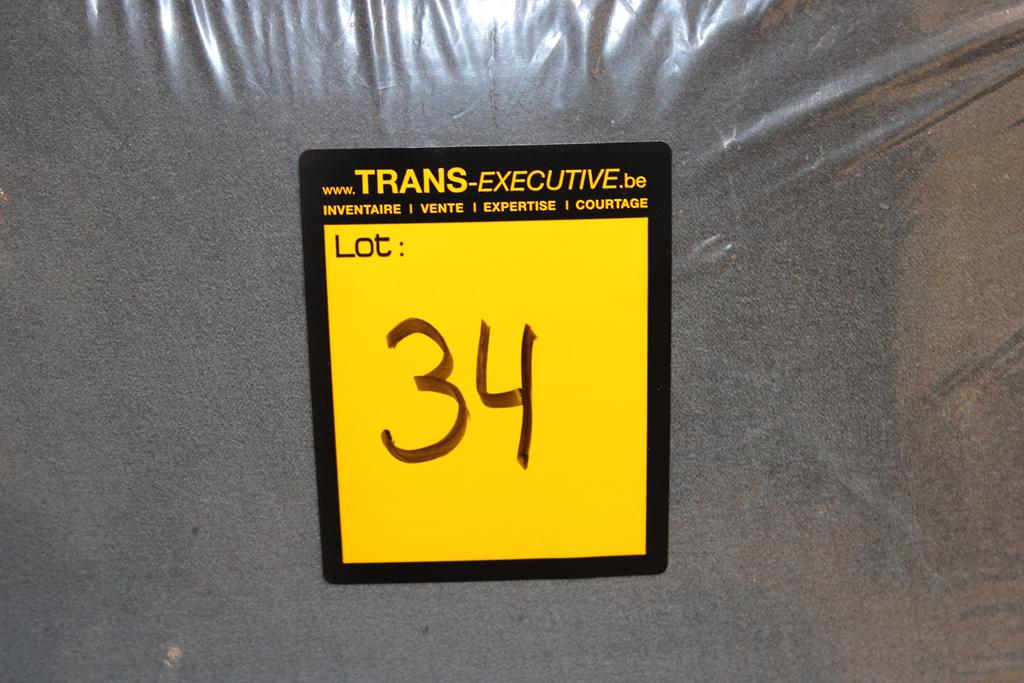 www.TRANS-EXECUTIVE.be
INVENTAIRE | VENTE | EXPERTISE | COURTAGE
Lot:
34